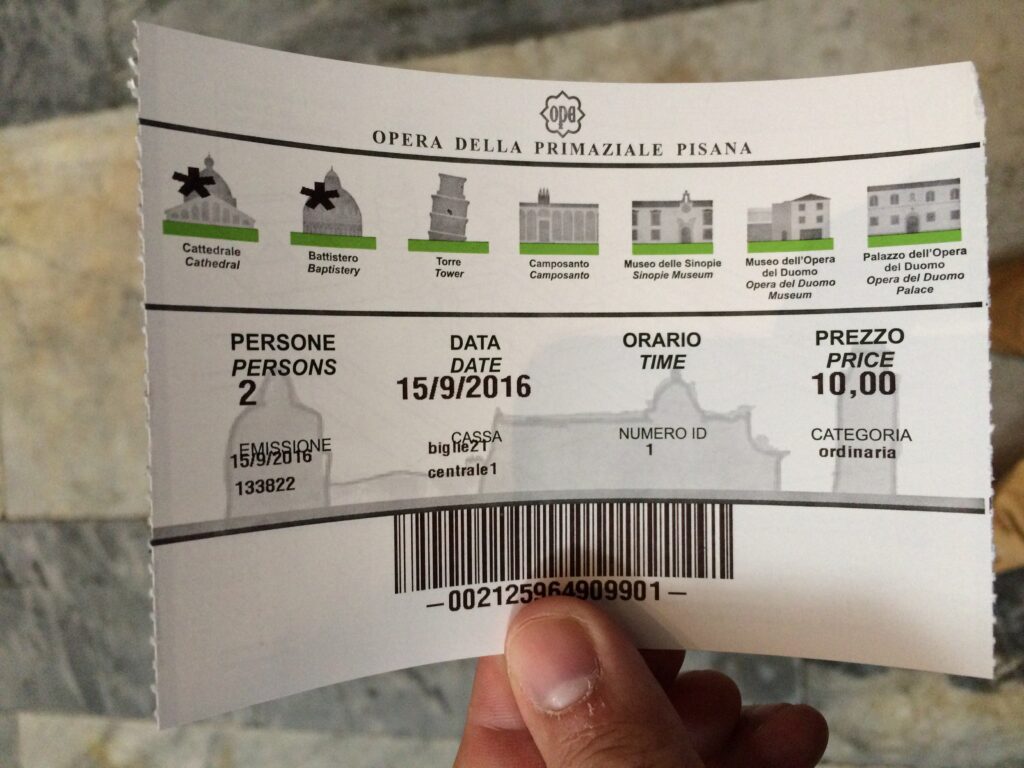 opa
OPERA DELLA PRIMAZIALE PISANA
* *
Cattedrale
Cathedral
Battistero
Baptistery
Torre
Tower
Camposanto
Camposanto
Museo delle Sinopie
Sinopie Museum
Museo dell'Opera
del Duomo
Opera del Duomo
Museum
Palazzo dell'Opera
del Duomo
Opera del Duomo
Palace
PERSONE
PERSONS
2
DATA
DATE
15/9/2016
ORARIO
TIME
PREZZO
PRICE
10,00
EMISSIONE
15/9/2016
133822
CASSA
biglie21
centrale1
NUMERO ID
1
CATEGORIA
ordinaria
–002125964909901–